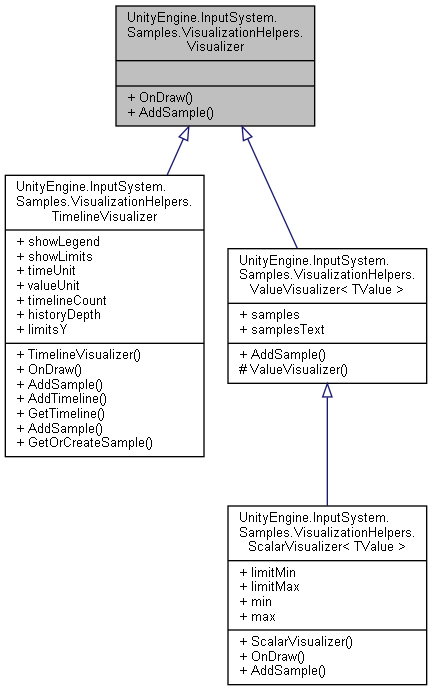 UnityEngine.InputSystem.
Samples.VisualizationHelpers.
Visualizer
+ OnDraw()
+ AddSample()
UnityEngine.InputSystem.
Samples.VisualizationHelpers.
TimelineVisualizer
+ showLegend
+ showLimits
+ timeUnit
+ valueUnit
+ timelineCount
+ historyDepth
+ limitsY
+ TimelineVisualizer()
+ OnDraw()
+ AddSample()
+ AddTimeline()
+ GetTimeline()
+ AddSample()
+ GetOrCreateSample()
UnityEngine.InputSystem.
Samples.VisualizationHelpers.
ValueVisualizer< TValue >
+ samples
+ samplesText
+ AddSample()
# ValueVisualizer()
UnityEngine.InputSystem.
Samples.VisualizationHelpers.
ScalarVisualizer< TValue >
+ limitMin
+ limitMax
+ min
+ max
+ ScalarVisualizer()
+ OnDraw()
+ AddSample()